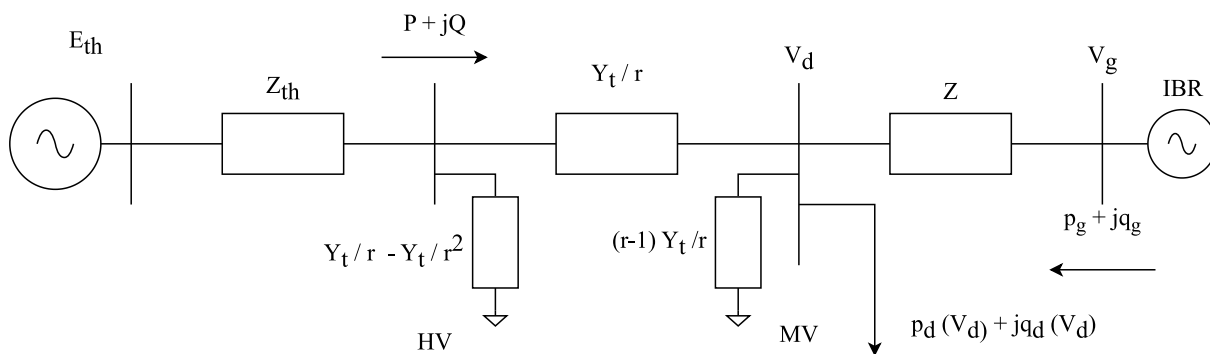 P + jQ
E_th
Z_th
Y_t / r
V_d
Z
V_g
IBR
Y_t / r - Y_t / r^2
(r-1) Y_t /r
p_g + jq_g
HV
MV
p_d (V_d) + jq_d (V_d)